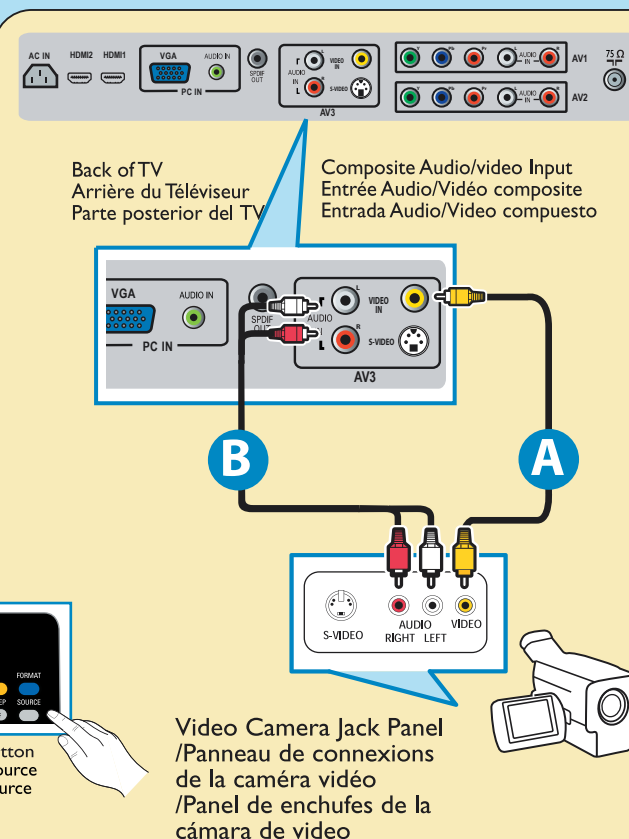 AC IN HDMI2 HDMI1 VGA AUDIO IN SPDIF OUT PC IN
L AUDIO IN R VIDEO IN S-VIDEO AV3
Y Pb Pr L AUDIO IN R AV1
Y Pb Pr L AUDIO IN R AV2
75 Ω
Back of TV
Arrière du Téléviseur
Parte posterior del TV
Composite Audio/video Input
Entrée Audio/Vidéo composite
Entrada Audio/Video compuesto
VGA AUDIO IN
PC IN
SPDIF
AUDIO
L
R
VIDEO
IN
S-VIDEO
AV3
B
A
S-VIDEO
AUDIO
RIGHT LEFT
VIDEO
FORMAT
SOURCE
Video Camera Jack Panel
/Panneau de connexions
de la caméra vidéo
/Panel de enchufes de la
cámara de video